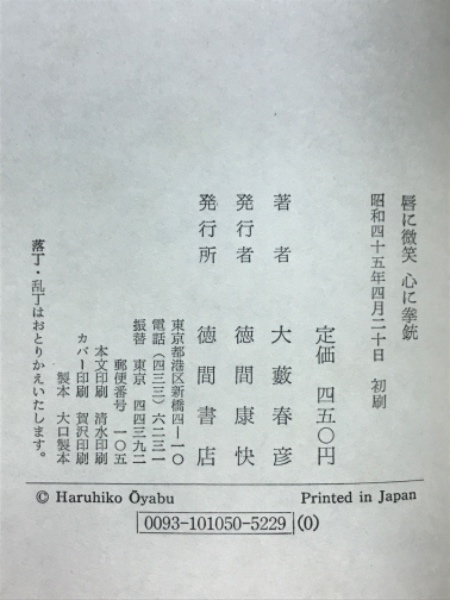 唇に微笑 心に拳銃
昭和四十五年四月二十日 初刷
定価 四五〇円
著者 大藪春彦
発行者 徳間康快
発行所 徳間書店
東京都港区新橋四―一〇
電話(四三三)六二三一
振替 東京 四四三九二
郵便番号 一〇五
本文印刷 清水印刷
カバー印刷 賀沢印刷
製本 大口製本
落丁・乱丁はおとりかえいたします。
© Haruhiko Ōyabu Printed in Japan
0093-101050-5229 (0)